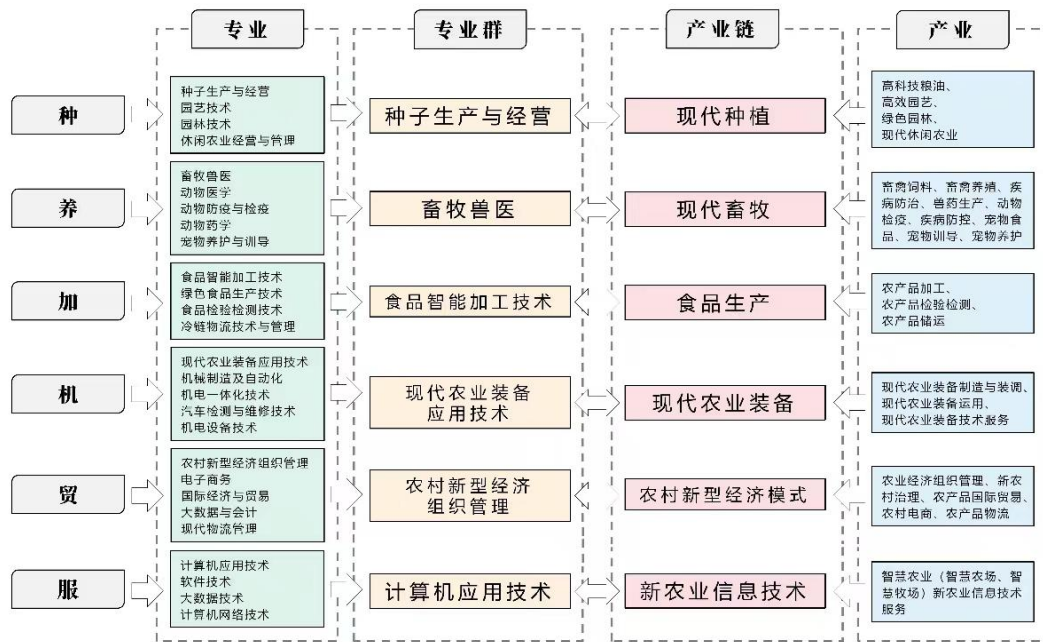 专业
专业群
产业链
产业
种
种子生产与经营
园艺技术
园林技术
休闲农业经营与管理
种子生产与经营
现代种植
高科技粮油、
高效园艺、
绿色园林、
现代休闲农业
养
畜牧兽医
动物医学
动物防疫与检疫
动物药学
宠物养护与训导
畜牧兽医
现代畜牧
畜禽饲料、畜禽养殖、疾
病防治、兽药生产、动物
检疫、疾病防控、宠物食
品、宠物训导、宠物养护
加
食品智能加工技术
绿色食品生产技术
食品检验检测技术
冷链物流技术与管理
食品智能加工技术
食品生产
农产品加工、
农产品检验检测、
农产品储运
机
现代农业装备应用技术
机械制造及自动化
机电一体化技术
汽车检测与维修技术
机电设备技术
现代农业装备
应用技术
现代农业装备
现代农业装备制造与装调、
现代农业装备运用、
现代农业装备技术服务
贸
农村新型经济组织管理
电子商务
国际经济与贸易
大数据与会计
现代物流管理
农村新型经济
组织管理
农村新型经济模式
农业经济组织管理、新农
村治理、农产品国际贸易、
农村电商、农产品物流
服
计算机应用技术
软件技术
大数据技术
计算机网络技术
计算机应用技术
新农业信息技术
智慧农业（智慧农场、智
慧牧场）新农业信息技术
服务